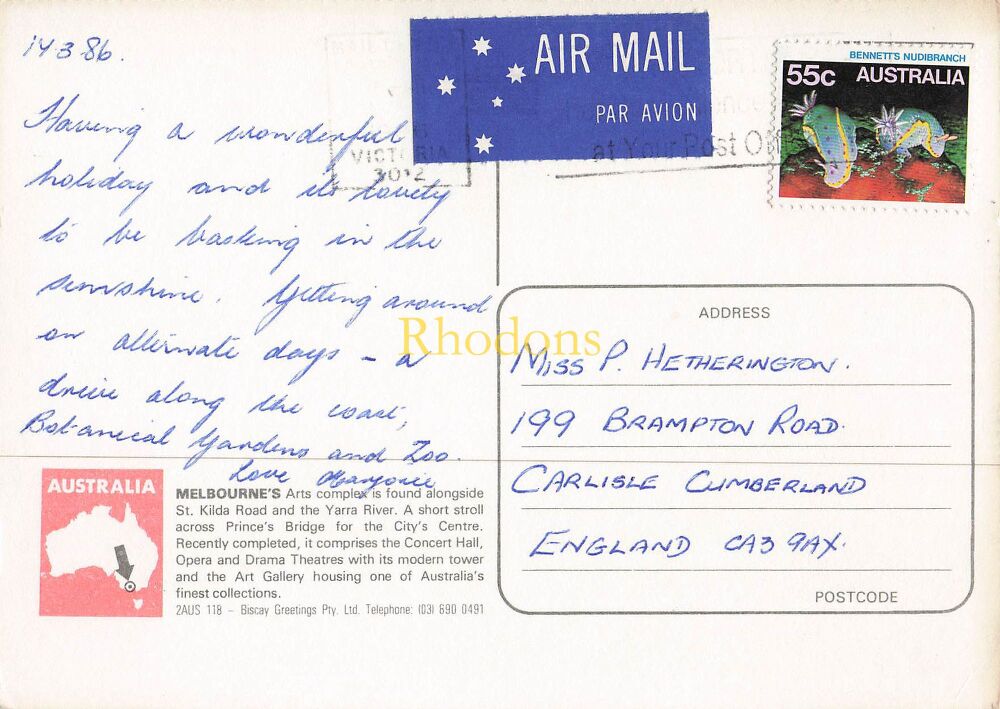 14 3 86.
Having a wonderful
holiday and its lovely
to be basking in the
sunshine. Getting around
on alternate days – a
drive along the coast,
Botanical Gardens and Zoo.
Love Marjorie
x
AIR MAIL
PAR AVION
VICTORIA
3012
at Your Post Of
BENNETT'S NUDIBRANCH
55c AUSTRALIA
ADDRESS
MISS P. HETHERINGTON.
199 BRAMPTON ROAD.
CARLISLE CUMBERLAND
ENGLAND CA3 9AX.
POSTCODE
Rhodons
AUSTRALIA
MELBOURNE'S Arts complex is found alongside
St. Kilda Road and the Yarra River. A short stroll
across Prince's Bridge for the City's Centre.
Recently completed, it comprises the Concert Hall,
Opera and Drama Theatres with its modern tower
and the Art Gallery housing one of Australia's
finest collections.
2AUS 118 – Biscay Greetings Pty. Ltd. Telephone: (03) 690 0491